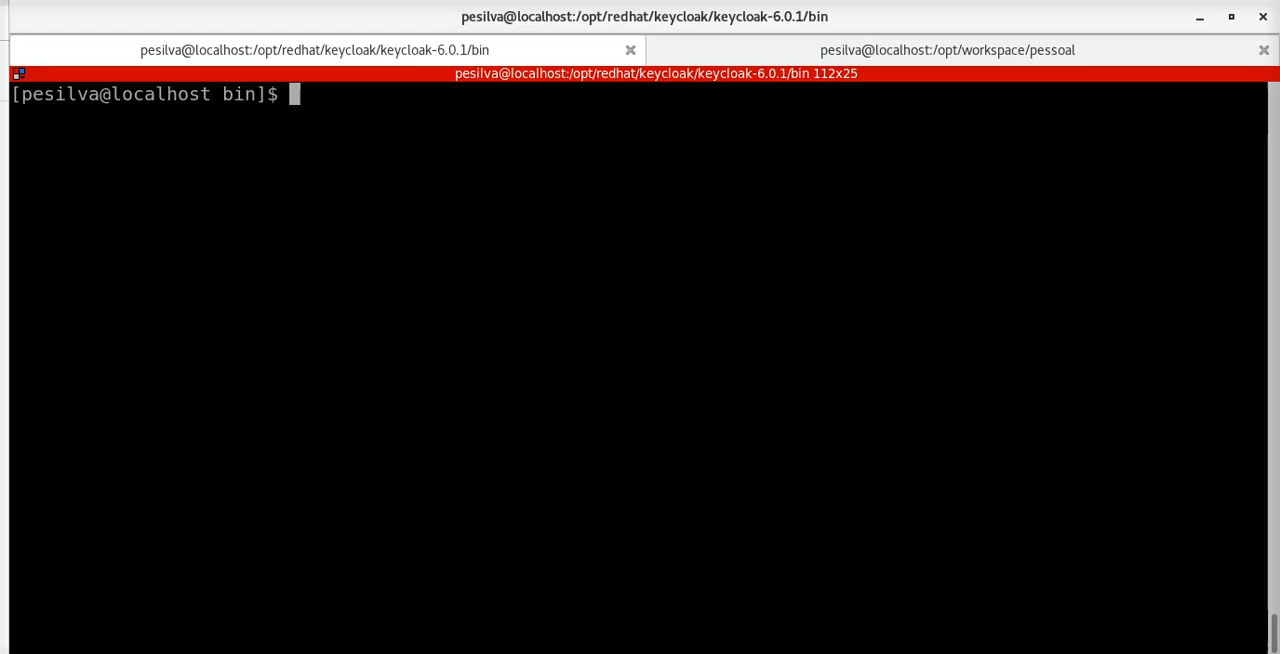 pesilva@localhost:/opt/redhat/keycloak/keycloak-6.0.1/bin
pesilva@localhost:/opt/redhat/keycloak/keycloak-6.0.1/bin
pesilva@localhost:/opt/workspace/pessoal
pesilva@localhost:/opt/redhat/keycloak/keycloak-6.0.1/bin 112x25
[pesilva@localhost bin]$